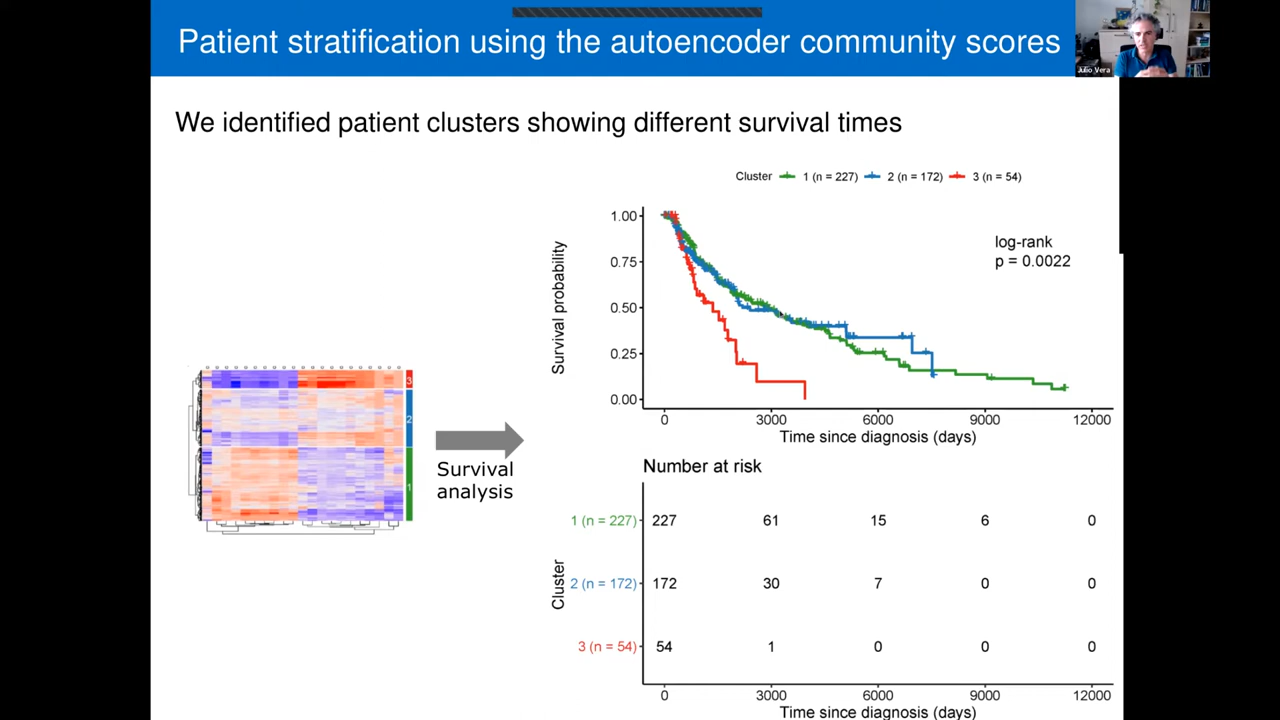 Patient stratification using the autoencoder community scores
Julio Vera
We identified patient clusters showing different survival times
Cluster 1 (n = 227) 2 (n = 172) 3 (n = 54)
Survival probability
1.00
0.75
0.50
0.25
0.00
log-rank
p = 0.0022
0 3000 6000 9000 12000
Time since diagnosis (days)
3
2
1
Survival
analysis
Number at risk
Cluster
1 (n = 227) 227 61 15 6 0
2 (n = 172) 172 30 7 0 0
3 (n = 54) 54 1 0 0 0
0 3000 6000 9000 12000
Time since diagnosis (days)